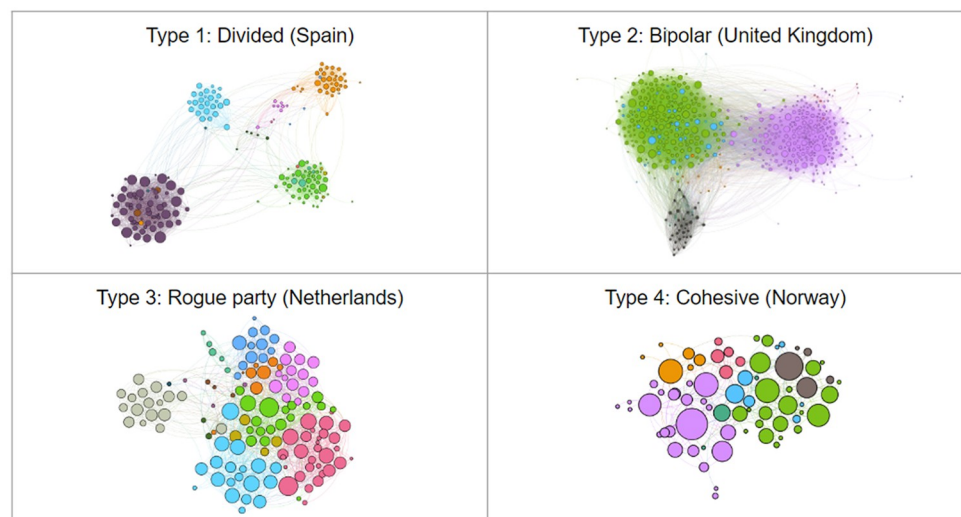 Type 1: Divided (Spain)
Type 2: Bipolar (United Kingdom)
Type 3: Rogue party (Netherlands)
Type 4: Cohesive (Norway)